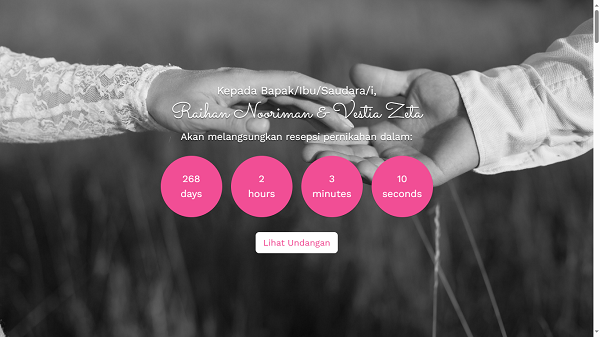 Kepada Bapak/Ibu/Saudara/i,
Raihan Nooriman & Vestia Zeta
Akan melangsungkan resepsi pernikahan dalam:
268 days
2 hours
3 minutes
10 seconds
Lihat Undangan